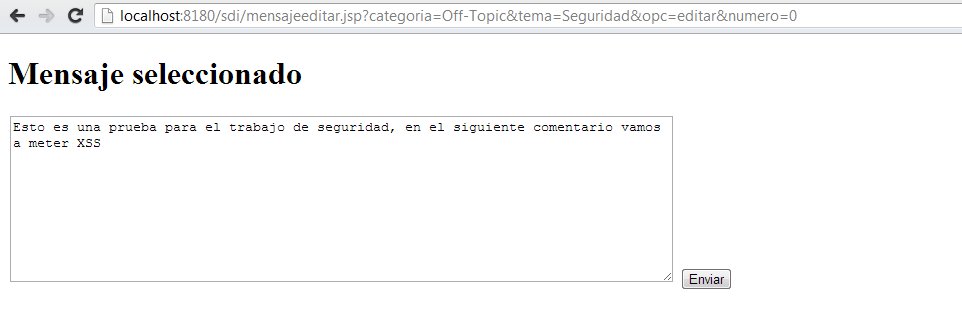 localhost:8180/sdi/mensajeeditar.jsp?categoria=Off-Topic&tema=Seguridad&opc=editar&numero=0
Mensaje seleccionado
Esto es una prueba para el trabajo de seguridad, en el siguiente comentario vamos
a meter XSS
Enviar